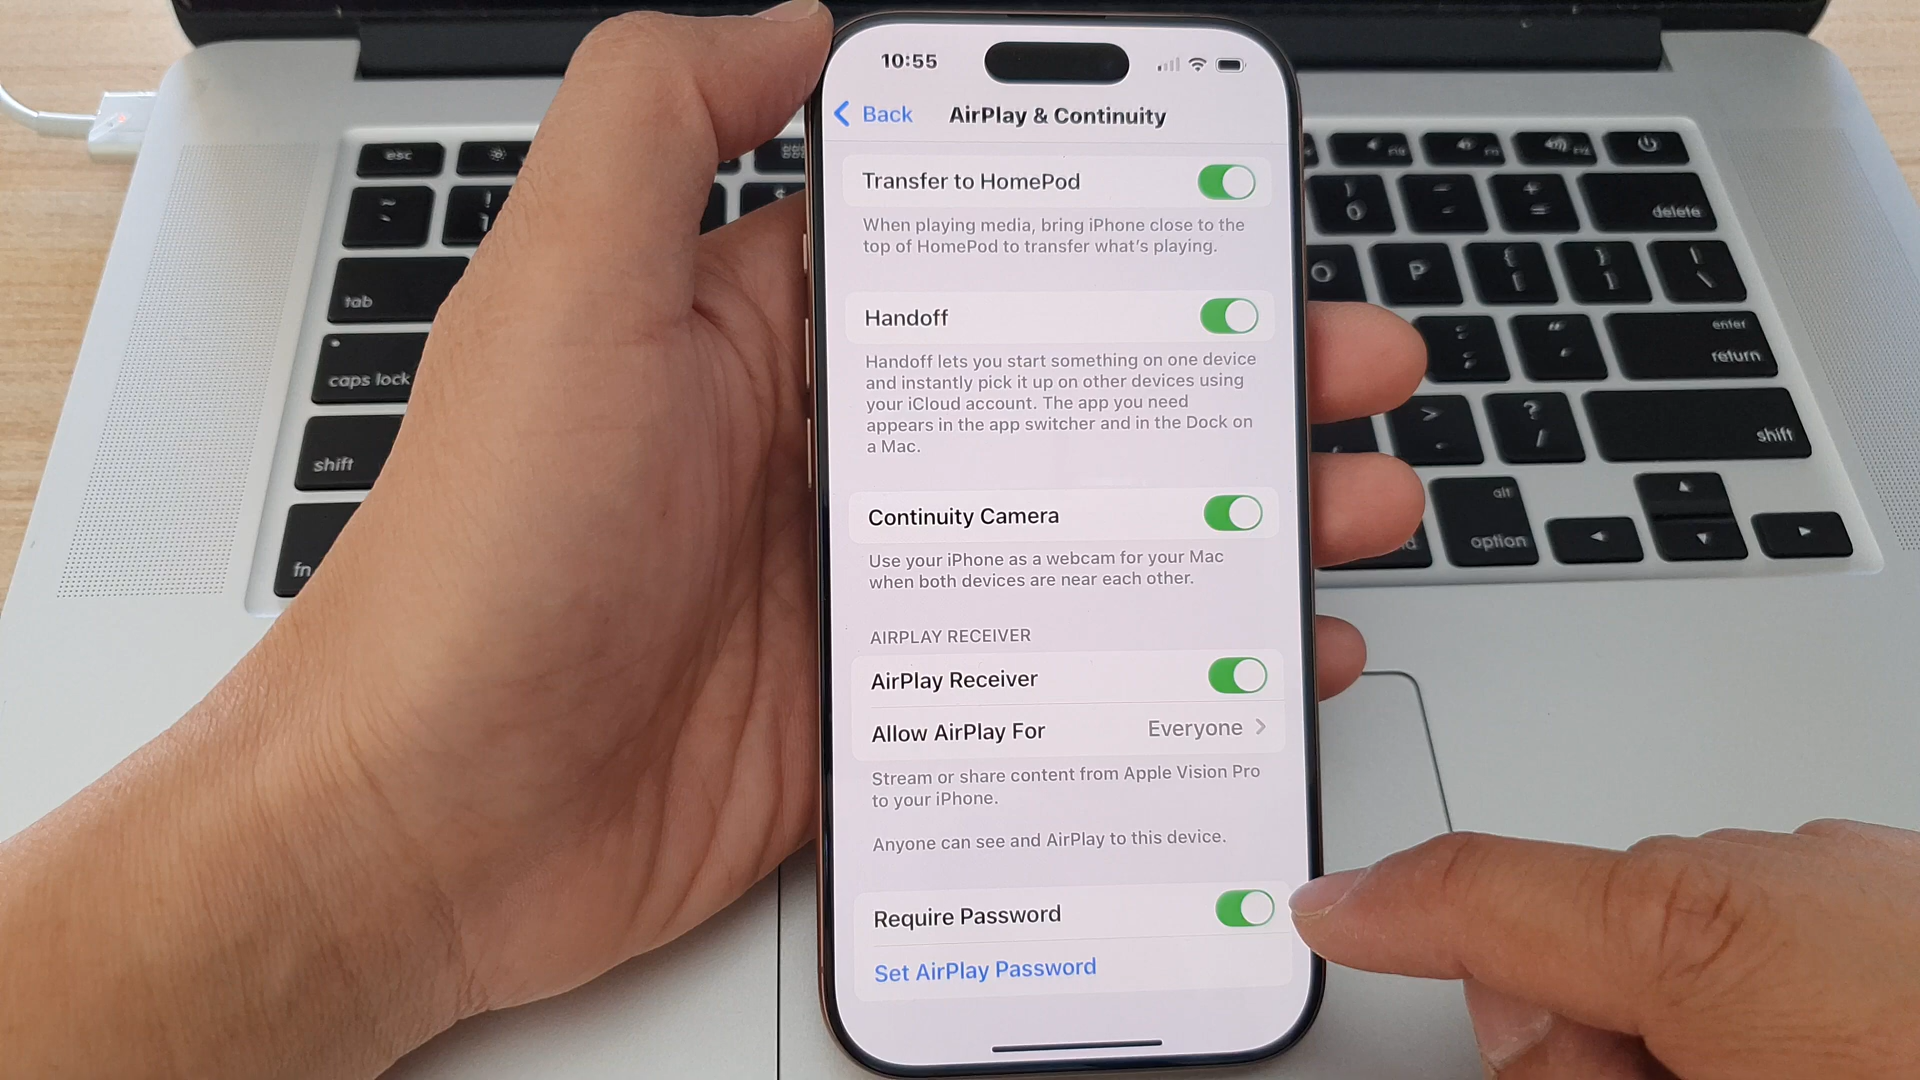 10:55
Back
AirPlay & Continuity
Transfer to HomePod
When playing media, bring iPhone close to the
top of HomePod to transfer what's playing.
Handoff
Handoff lets you start something on one device
and instantly pick it up on other devices using
your iCloud account. The app you need
appears in the app switcher and in the Dock on
a Mac.
Continuity Camera
Use your iPhone as a webcam for your Mac
when both devices are near each other.
AIRPLAY RECEIVER
AirPlay Receiver
Allow AirPlay For Everyone
Stream or share content from Apple Vision Pro
to your iPhone.
Anyone can see and AirPlay to this device.
Require Password
Set AirPlay Password
esc
tab
caps lock
shift
fn
delete
O P { [ } ] | \
enter
return
: ; " '
> . ? /
shift
alt
option